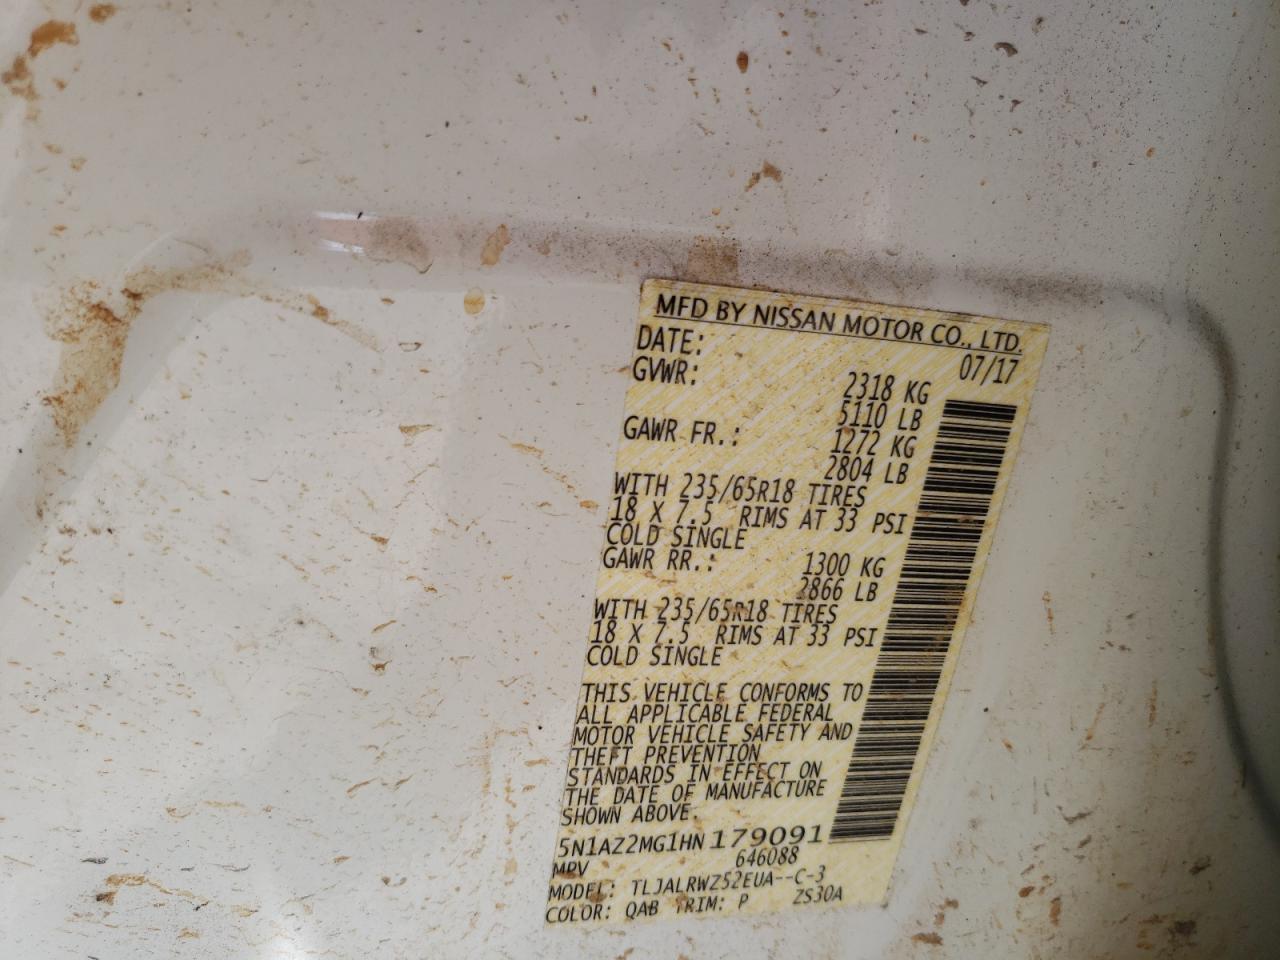 MFD BY NISSAN MOTOR CO., LTD.
DATE: 07/17
GVWR: 2318 KG
5110 LB
GAWR FR.: 1272 KG
2804 LB
WITH 235/65R18 TIRES
18 X 7.5 RIMS AT 33 PSI
COLD SINGLE
GAWR RR.: 1300 KG
2866 LB
WITH 235/65R18 TIRES
18 X 7.5 RIMS AT 33 PSI
COLD SINGLE
THIS VEHICLE CONFORMS TO
ALL APPLICABLE FEDERAL
MOTOR VEHICLE SAFETY AND
THEFT PREVENTION
STANDARDS IN EFFECT ON
THE DATE OF MANUFACTURE
SHOWN ABOVE.
5N1AZ2MG1HN179091
MPV 646088
MODEL: TLJALRWZ52EUA--C-3
COLOR: QAB TRIM: P ZS30A